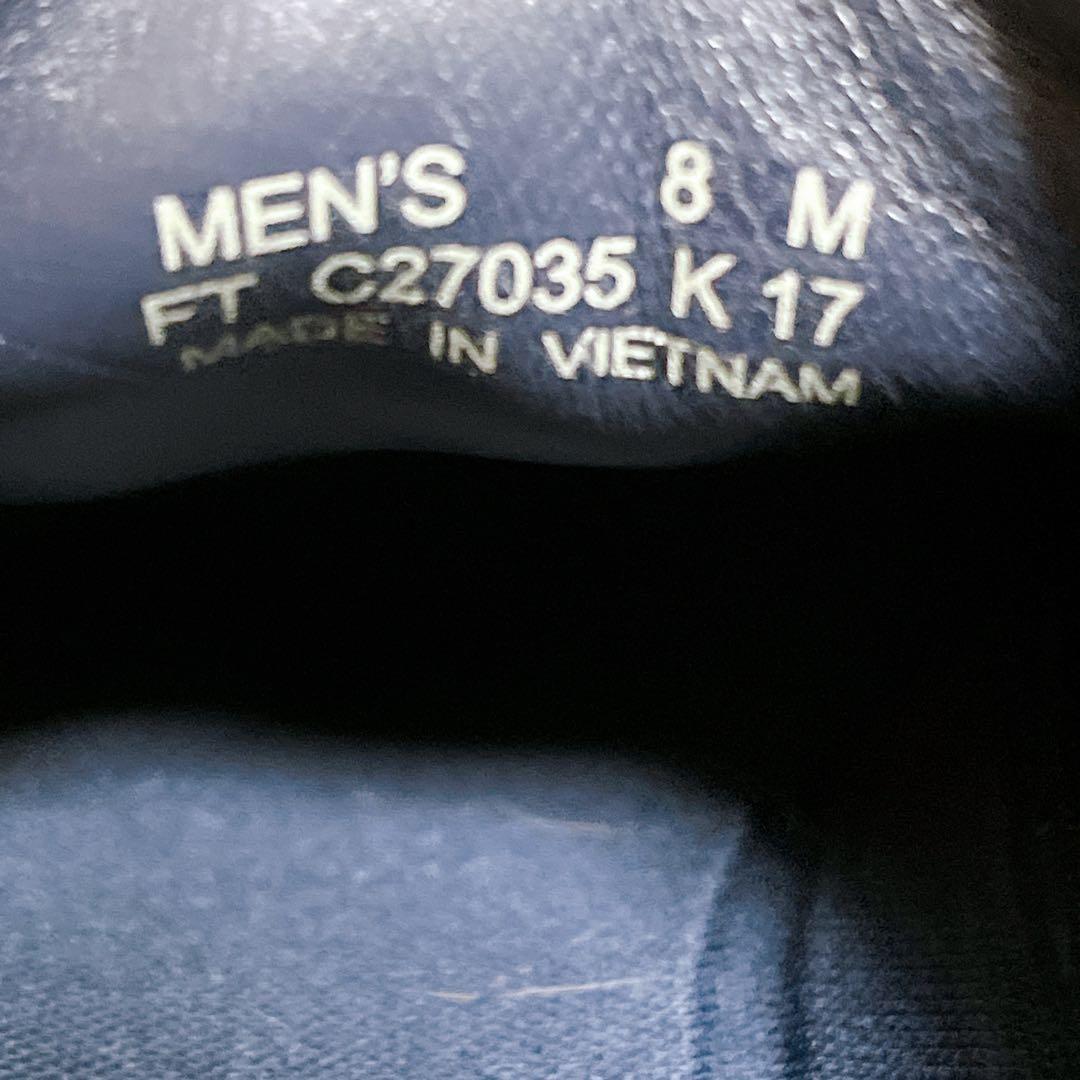 MEN'S 8 M
FT C27035 K 17
MADE IN VIETNAM